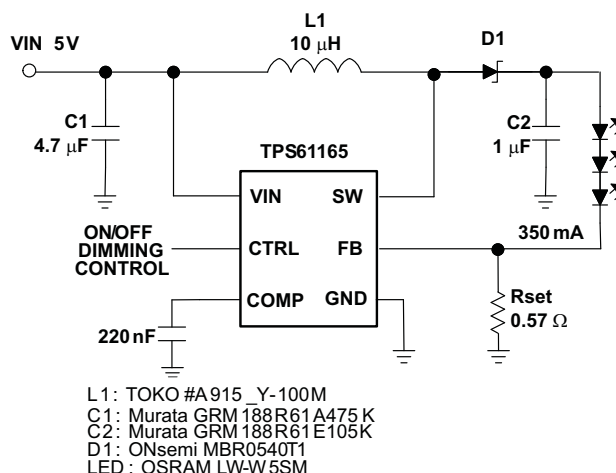 L1
10 μH
VIN 5V
D1
C1
4.7 μF
C2
1 μF
TPS61165
VIN
SW
ON/OFF
DIMMING
CONTROL
CTRL
FB
350 mA
COMP
GND
220 nF
Rset
0.57 Ω
L1: TOKO #A915_Y-100M
C1: Murata GRM188R61A475K
C2: Murata GRM188R61E105K
D1: ONsemi MBR0540T1
LED: OSRAM LW-W5SM